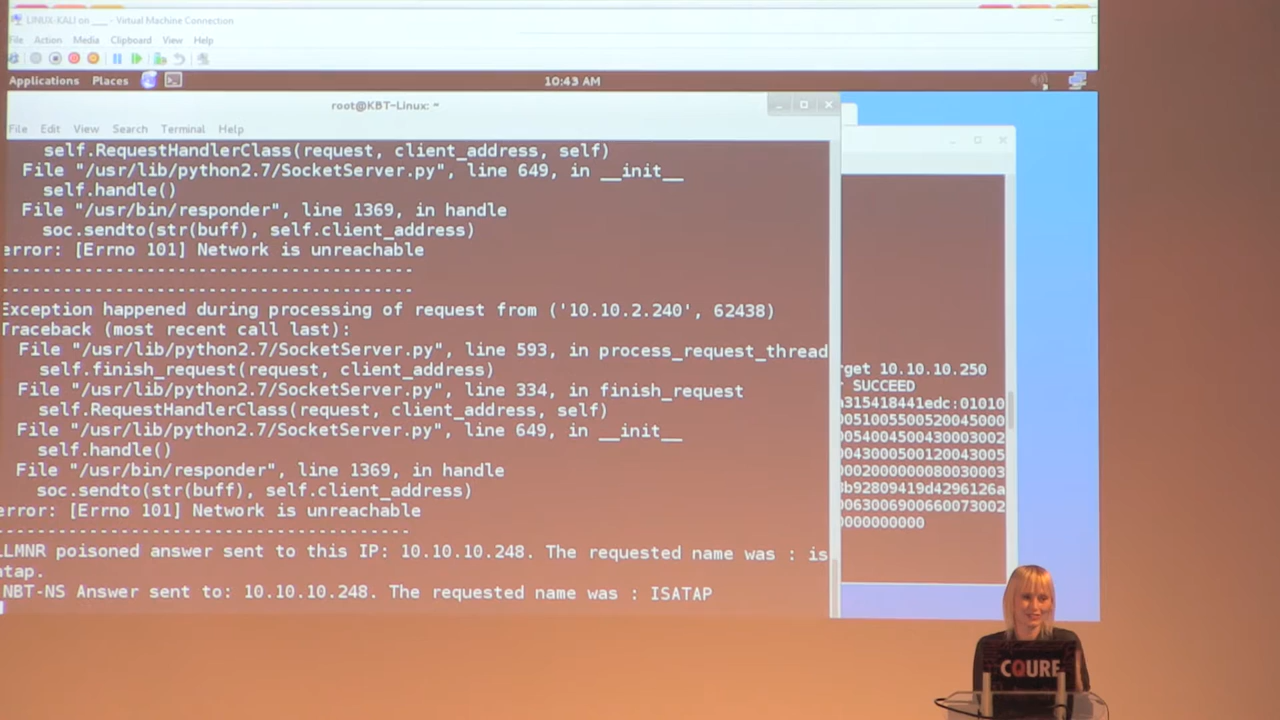 LINUX-KALI on ___ - Virtual Machine Connection
File Action Media Clipboard View Help
Applications Places 10:43 AM
root@KBT-Linux: ~
File Edit View Search Terminal Help
self.RequestHandlerClass(request, client_address, self)
File "/usr/lib/python2.7/SocketServer.py", line 649, in __init__
self.handle()
File "/usr/bin/responder", line 1369, in handle
soc.sendto(str(buff), self.client_address)
error: [Errno 101] Network is unreachable
----------------------------------------
----------------------------------------
Exception happened during processing of request from ('10.10.2.240', 62438)
Traceback (most recent call last):
File "/usr/lib/python2.7/SocketServer.py", line 593, in process_request_thread
self.finish_request(request, client_address)
File "/usr/lib/python2.7/SocketServer.py", line 334, in finish_request
self.RequestHandlerClass(request, client_address, self)
File "/usr/lib/python2.7/SocketServer.py", line 649, in __init__
self.handle()
File "/usr/bin/responder", line 1369, in handle
soc.sendto(str(buff), self.client_address)
error: [Errno 101] Network is unreachable
----------------------------------------
LLMNR poisoned answer sent to this IP: 10.10.10.248. The requested name was : is
atap.
NBT-NS Answer sent to: 10.10.10.248. The requested name was : ISATAP
rget 10.10.10.250
r SUCCEED
a315418441edc:01010
00510055005200450​00
0054004500430003002
0043000500120043005
000200000008003​0003
8b92809419d4296126a
0063006900660073002
0000000000
CQURE